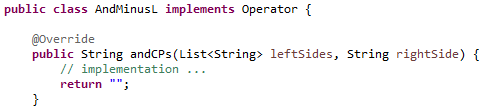 public class AndMinusL implements Operator {
@Override
public String andCPs(List<String> leftSides, String rightSide) {
// implementation ...
return "";
}